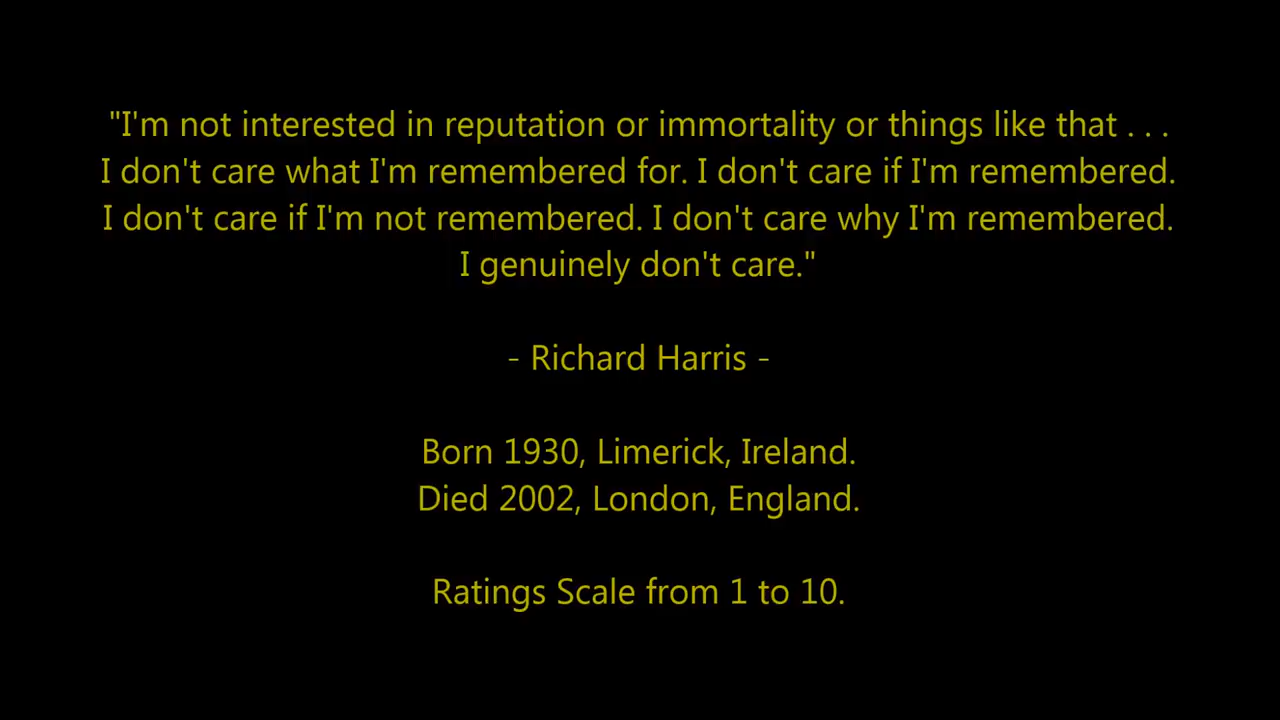 "I'm not interested in reputation or immortality or things like that . . .
I don't care what I'm remembered for. I don't care if I'm remembered.
I don't care if I'm not remembered. I don't care why I'm remembered.
I genuinely don't care."
- Richard Harris -
Born 1930, Limerick, Ireland.
Died 2002, London, England.
Ratings Scale from 1 to 10.